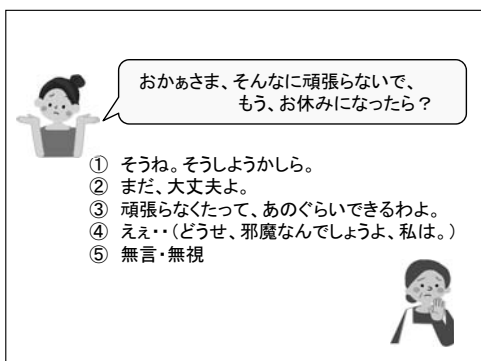 おかぁさま、そんなに頑張らないで、
もう、お休みになったら？
① そうね。そうしようかしら。
② まだ、大丈夫よ。
③ 頑張らなくたって、あのぐらいできるわよ。
④ えぇ・・(どうせ、邪魔なんでしょうよ、私は。)
⑤ 無言・無視